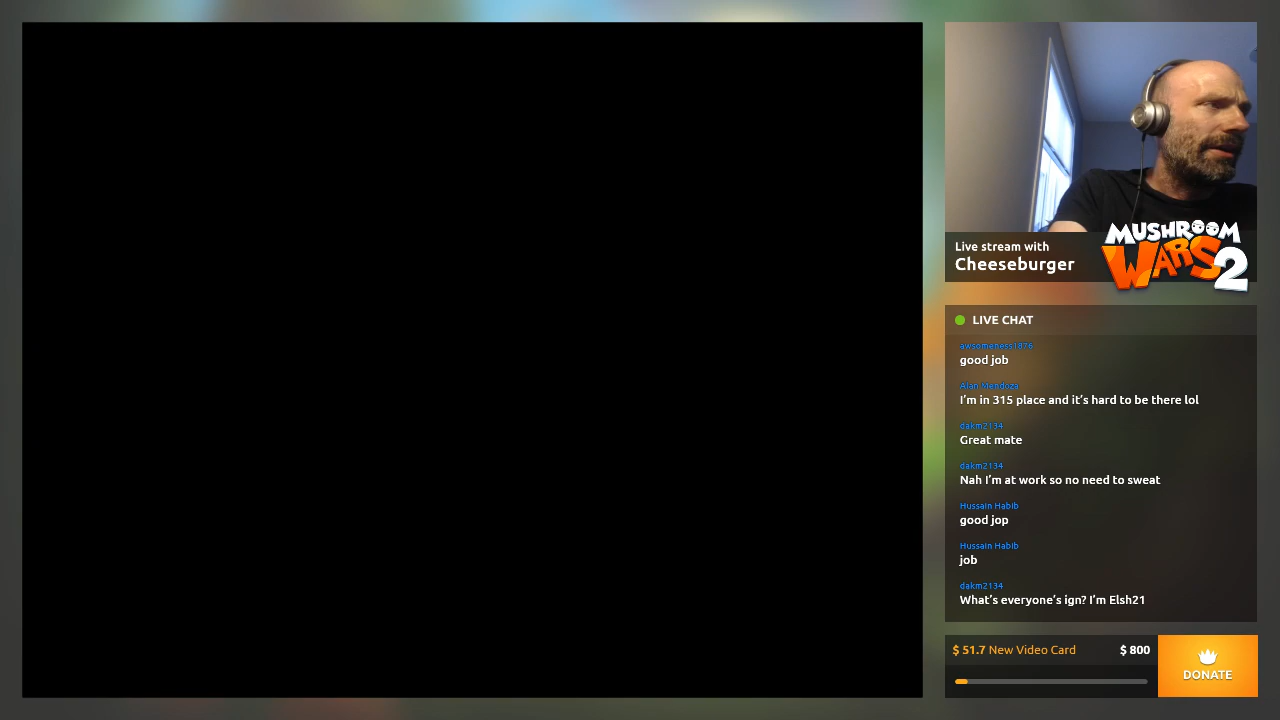 MUSHROOM
WARS 2
Live stream with
Cheeseburger
LIVE CHAT
awsomeness1876
good job
Alan Mendoza
I'm in 315 place and it's hard to be there lol
dakm2134
Great mate
dakm2134
Nah I'm at work so no need to sweat
Hussain Habib
good jop
Hussain Habib
job
dakm2134
What's everyone's ign? I'm Elsh21
$ 51.7 New Video Card $ 800
DONATE